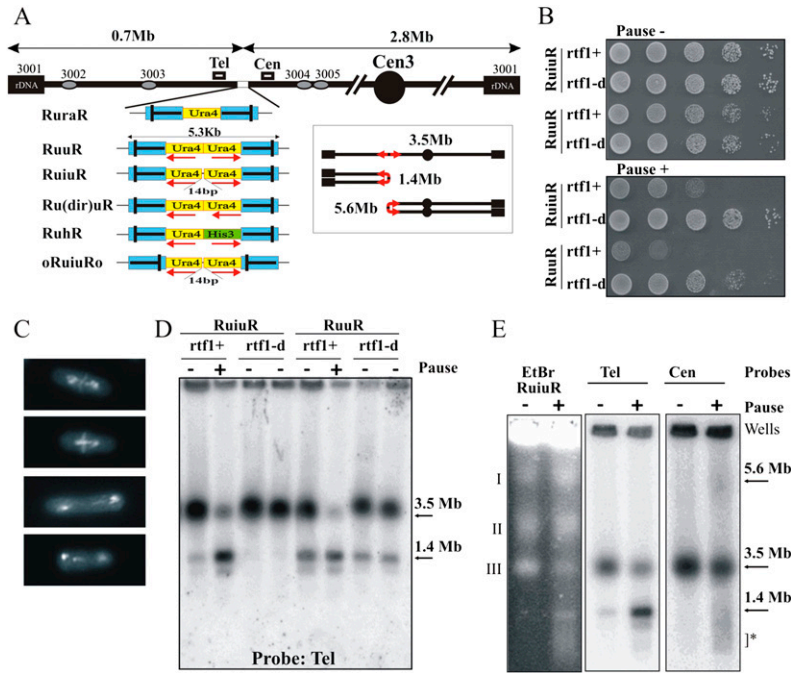 A
0.7Mb
2.8Mb
Tel
Cen
Cen3
3001
3002
3003
3004
3005
3001
rDNA
rDNA
RuraR
Ura4
5.3Kb
RuuR
Ura4 Ura4
RuiuR
Ura4 Ura4
14bp
Ru(dir)uR
Ura4 Ura4
RuhR
Ura4 His3
oRuiuRo
Ura4 Ura4
14bp
3.5Mb
1.4Mb
5.6Mb
B
Pause -
RuiuR
rtf1+
rtf1-d
RuuR
rtf1+
rtf1-d
Pause +
RuiuR
rtf1+
rtf1-d
RuuR
rtf1+
rtf1-d
C
D
RuiuR RuuR
rtf1+ rtf1-d rtf1+ rtf1-d
- + - - - + - - Pause
3.5 Mb
1.4 Mb
Probe: Tel
E
EtBr
RuiuR
Tel Cen Probes
- + - + - + Pause
Wells
I
5.6 Mb
II
III
3.5 Mb
1.4 Mb
]*